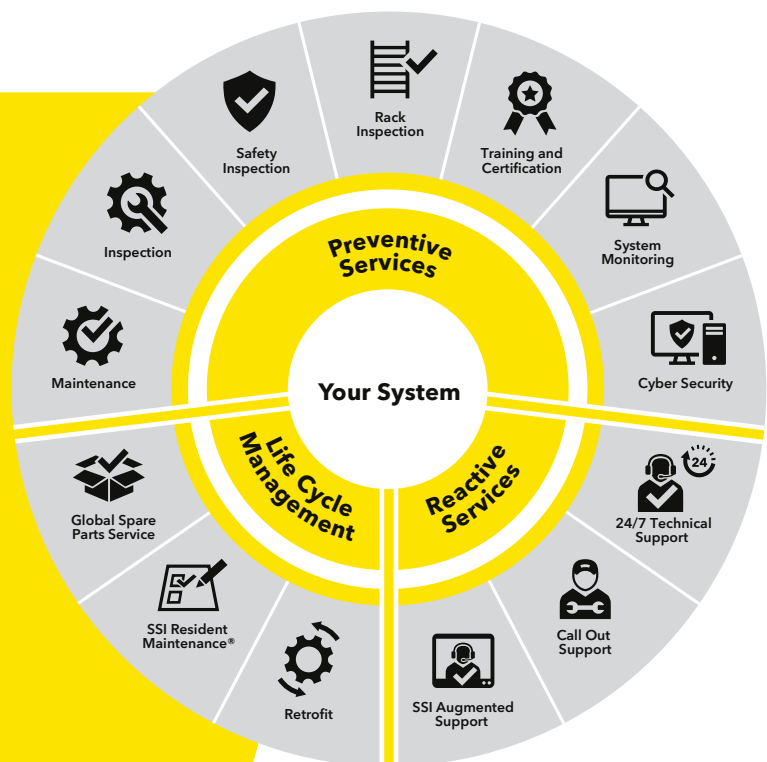 Rack
Inspection
Safety
Inspection
Training and
Certification
Inspection
System
Monitoring
Maintenance
Cyber Security
Preventive
Services
Your System
Life Cycle
Management
Reactive
Services
Global Spare
Parts Service
24
24/7 Technical
Support
SSI Resident
Maintenance®
Call Out
Support
Retrofit
SSI Augmented
Support